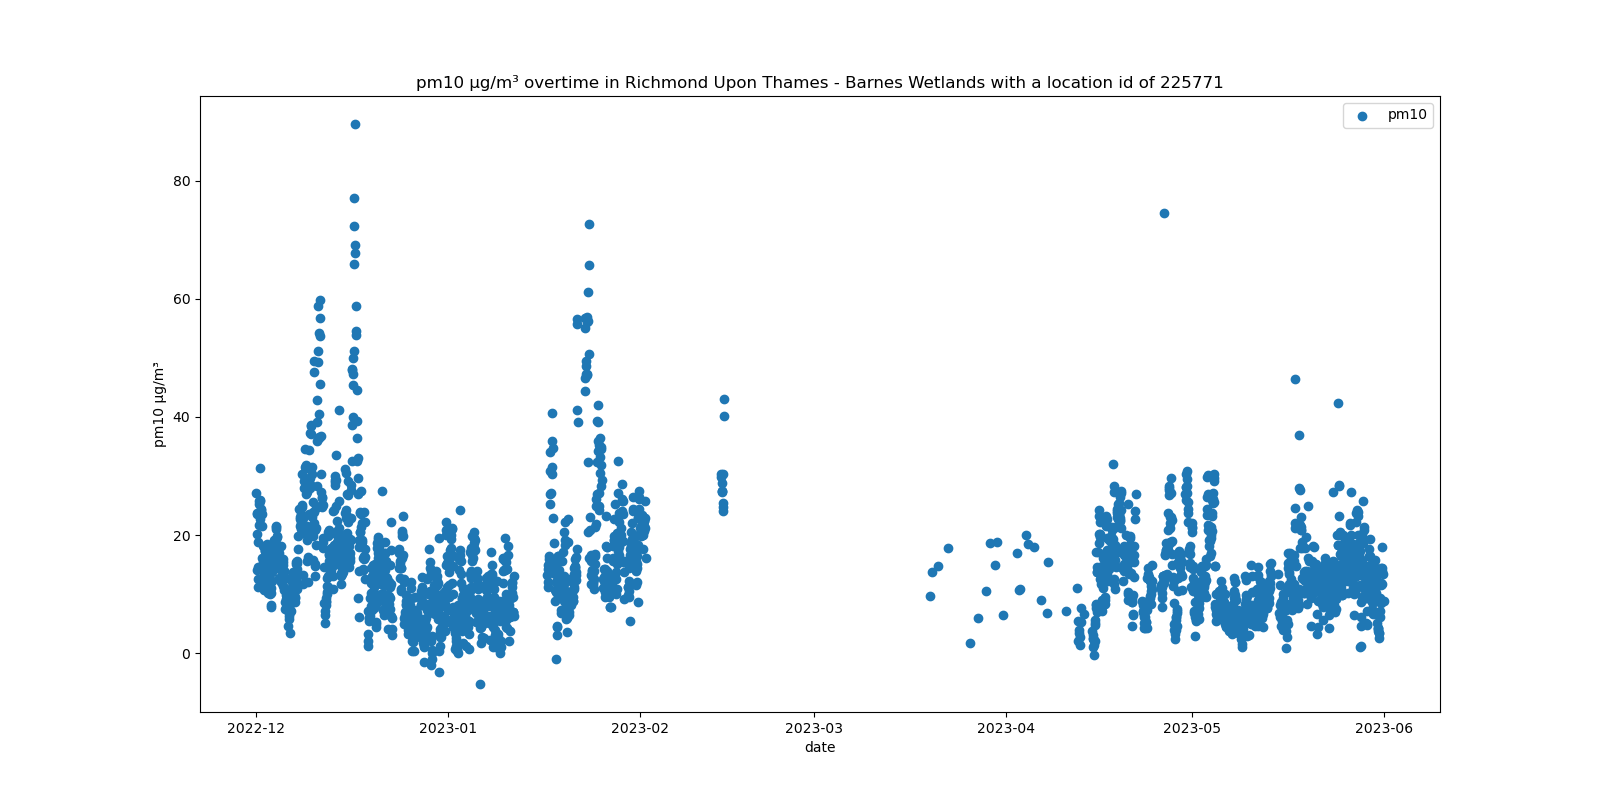 pm10 µg/m³ overtime in Richmond Upon Thames - Barnes Wetlands with a location id of 225771
pm10
80
60
40
20
0
pm10 µg/m³
2022-12 2023-01 2023-02 2023-03 2023-04 2023-05 2023-06
date